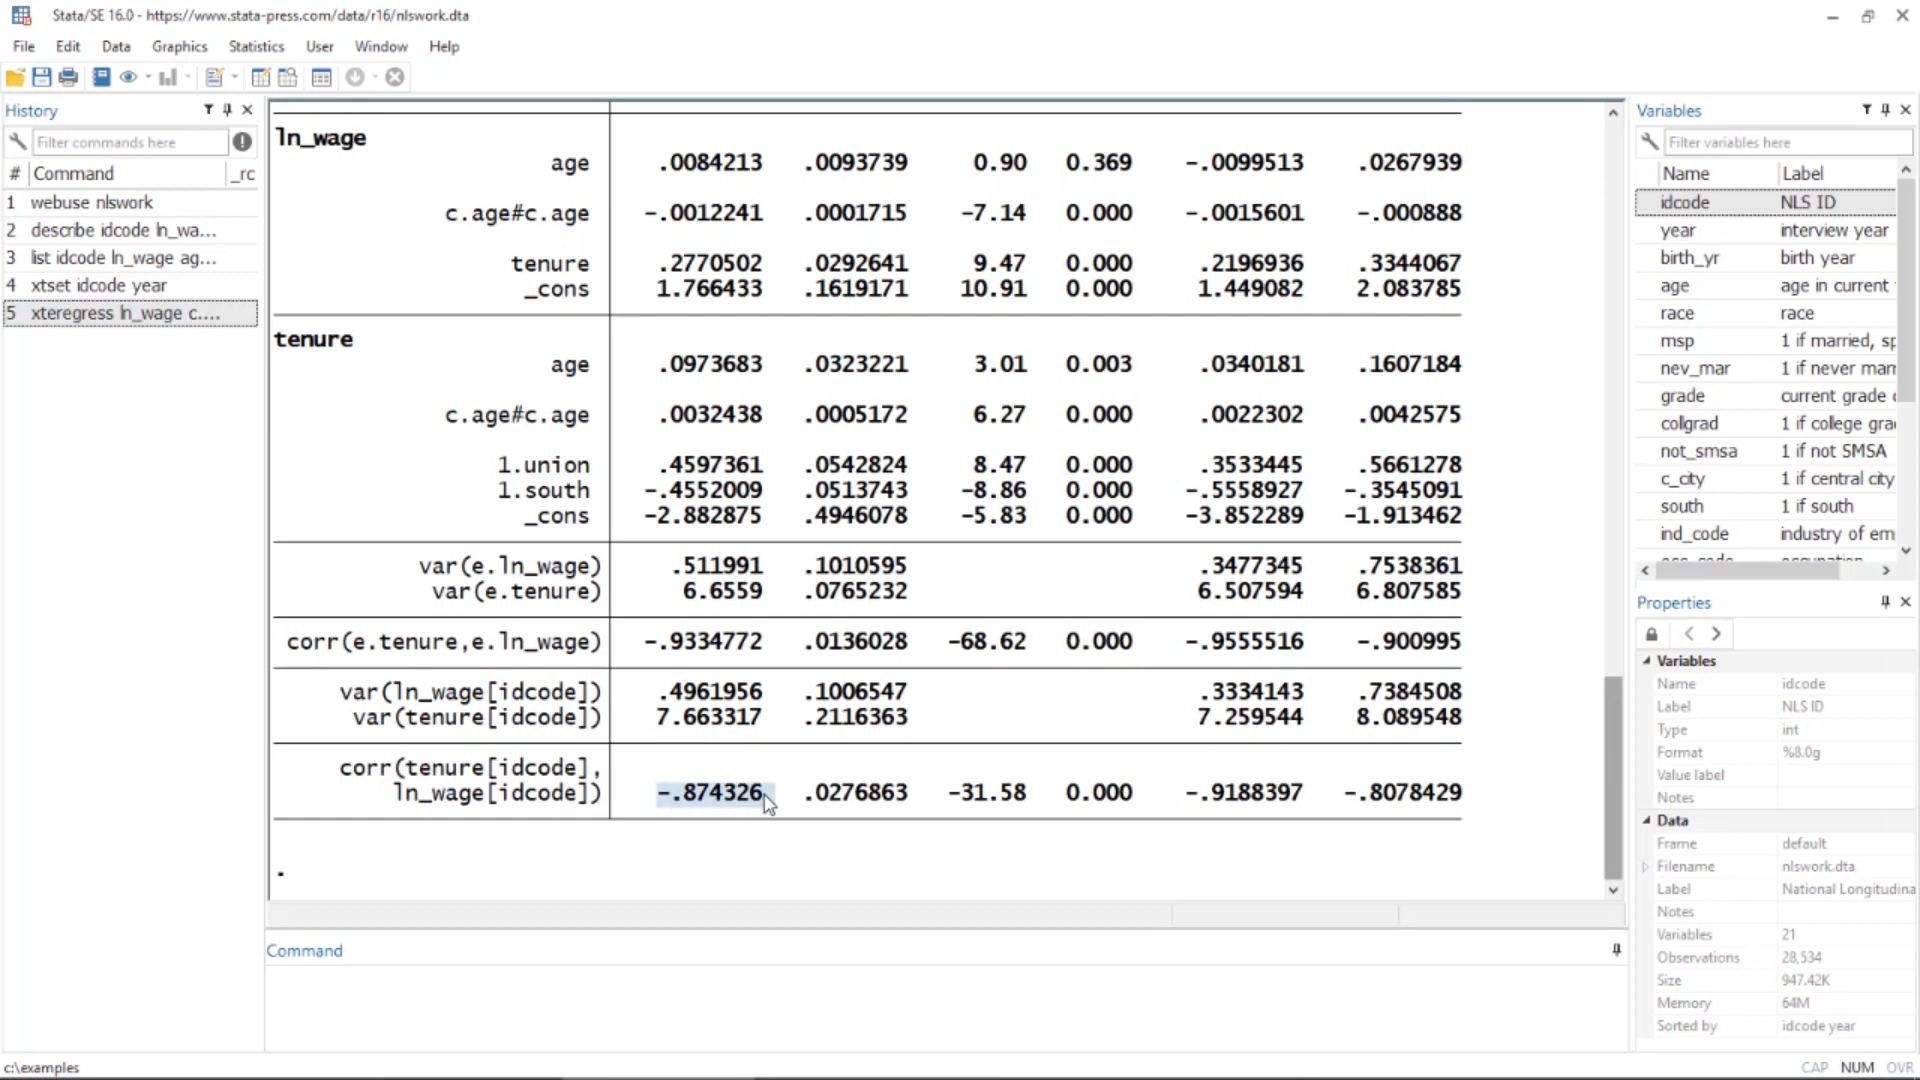 Stata/SE 16.0 - https://www.stata-press.com/data/r16/nlswork.dta
File Edit Data Graphics Statistics User Window Help
History
Filter commands here
# Command _rc
1 webuse nlswork
2 describe idcode ln_wa...
3 list idcode ln_wage ag...
4 xtset idcode year
5 xteregress ln_wage c....
ln_wage
age .0084213 .0093739 0.90 0.369 -.0099513 .0267939
c.age#c.age -.0012241 .0001715 -7.14 0.000 -.0015601 -.000888
tenure .2770502 .0292641 9.47 0.000 .2196936 .3344067
_cons 1.766433 .1619171 10.91 0.000 1.449082 2.083785
tenure
age .0973683 .0323221 3.01 0.003 .0340181 .1607184
c.age#c.age .0032438 .0005172 6.27 0.000 .0022302 .0042575
1.union .4597361 .0542824 8.47 0.000 .3533445 .5661278
1.south -.4552009 .0513743 -8.86 0.000 -.5558927 -.3545091
_cons -2.882875 .4946078 -5.83 0.000 -3.852289 -1.913462
var(e.ln_wage) .511991 .1010595 .3477345 .7538361
var(e.tenure) 6.6559 .0765232 6.507594 6.807585
corr(e.tenure,e.ln_wage) -.9334772 .0136028 -68.62 0.000 -.9555516 -.900995
var(ln_wage[idcode]) .4961956 .1006547 .3334143 .7384508
var(tenure[idcode]) 7.663317 .2116363 7.259544 8.089548
corr(tenure[idcode],
ln_wage[idcode]) -.874326 .0276863 -31.58 0.000 -.9188397 -.8078429
.
Command
c:\examples
Variables
Filter variables here
Name Label
idcode NLS ID
year interview year
birth_yr birth year
age age in current
race race
msp 1 if married, sp
nev_mar 1 if never marr
grade current grade
collgrad 1 if college gra
not_smsa 1 if not SMSA
c_city 1 if central city
south 1 if south
ind_code industry of em
Properties
Variables
Name idcode
Label NLS ID
Type int
Format %8.0g
Value label
Notes
Data
Frame default
Filename nlswork.dta
Label National Longitudina
Notes
Variables 21
Observations 28,534
Size 947.42K
Memory 64M
Sorted by idcode year
CAP NUM OVR